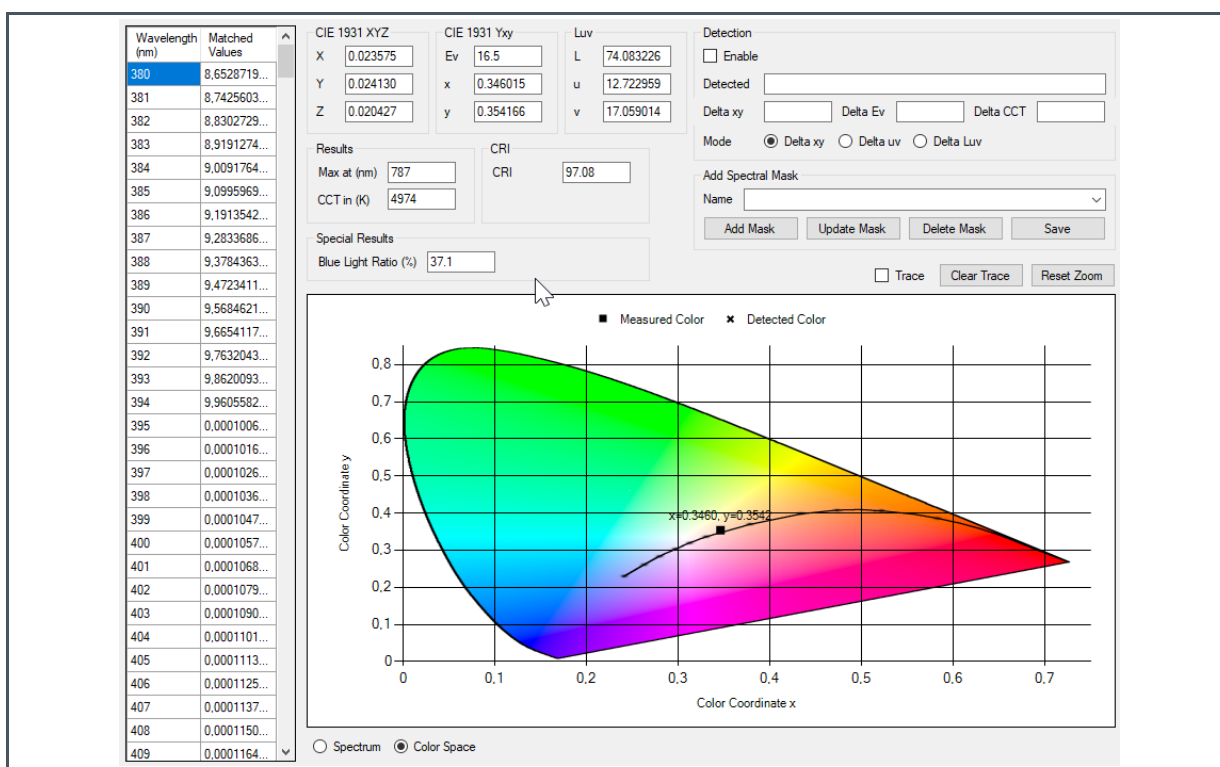 Wavelength (nm) Matched Values
380 8,6528719...
381 8,7425603...
382 8,8302729...
383 8,9191274...
384 9,0091764...
385 9,0995969...
386 9,1913542...
387 9,2833686...
388 9,3784363...
389 9,4723411...
390 9,5684621...
391 9,6654117...
392 9,7632043...
393 9,8620093...
394 9,9605582...
395 0,0001006...
396 0,0001016...
397 0,0001026...
398 0,0001036...
399 0,0001047...
400 0,0001057...
401 0,0001068...
402 0,0001079...
403 0,0001090...
404 0,0001101...
405 0,0001113...
406 0,0001125...
407 0,0001137...
408 0,0001150...
409 0,0001164...
CIE 1931 XYZ
X 0.023575
Y 0.024130
Z 0.020427
CIE 1931 Yxy
Ev 16.5
x 0.346015
y 0.354166
Luv
L 74.083226
u 12.722959
v 17.059014
Detection
Enable
Detected
Delta xy Delta Ev Delta CCT
Mode Delta xy Delta uv Delta Luv
Results
Max at (nm) 787
CCT in (K) 4974
CRI
CRI 97.08
Special Results
Blue Light Ratio (%) 37.1
Add Spectral Mask
Name
Add Mask Update Mask Delete Mask Save
Trace Clear Trace Reset Zoom
Measured Color Detected Color
0,8
0,7
0,6
0,5
0,4
0,3
0,2
0,1
0
Color Coordinate y
x=0.3460, y=0.3542
0 0,1 0,2 0,3 0,4 0,5 0,6 0,7
Color Coordinate x
Spectrum Color Space